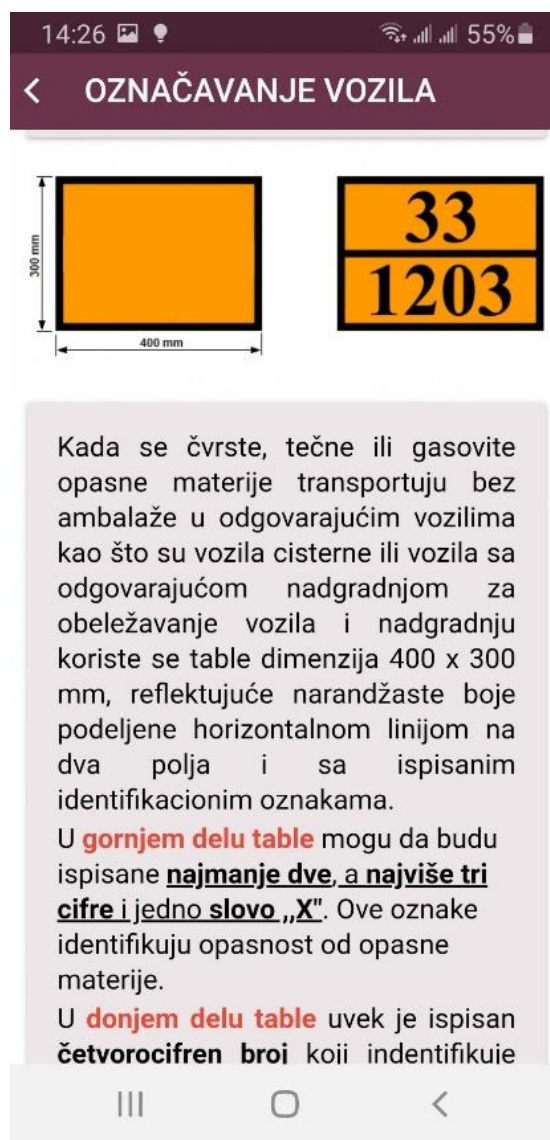 14:26 55%
OZNAČAVANJE VOZILA
300 mm
400 mm
33
1203
Kada se čvrste, tečne ili gasovite
opasne materije transportuju bez
ambalaže u odgovarajućim vozilima
kao što su vozila cisterne ili vozila sa
odgovarajućom nadgradnjom za
obeležavanje vozila i nadgradnju
koriste se table dimenzija 400 x 300
mm, reflektujuće narandžaste boje
podeljene horizontalnom linijom na
dva polja i sa ispisanim
identifikacionim oznakama.
U gornjem delu table mogu da budu
ispisane najmanje dve, a najviše tri
cifre i jedno slovo ,,X". Ove oznake
identifikuju opasnost od opasne
materije.
U donjem delu table uvek je ispisan
četvorocifren broj koji indentifikuje